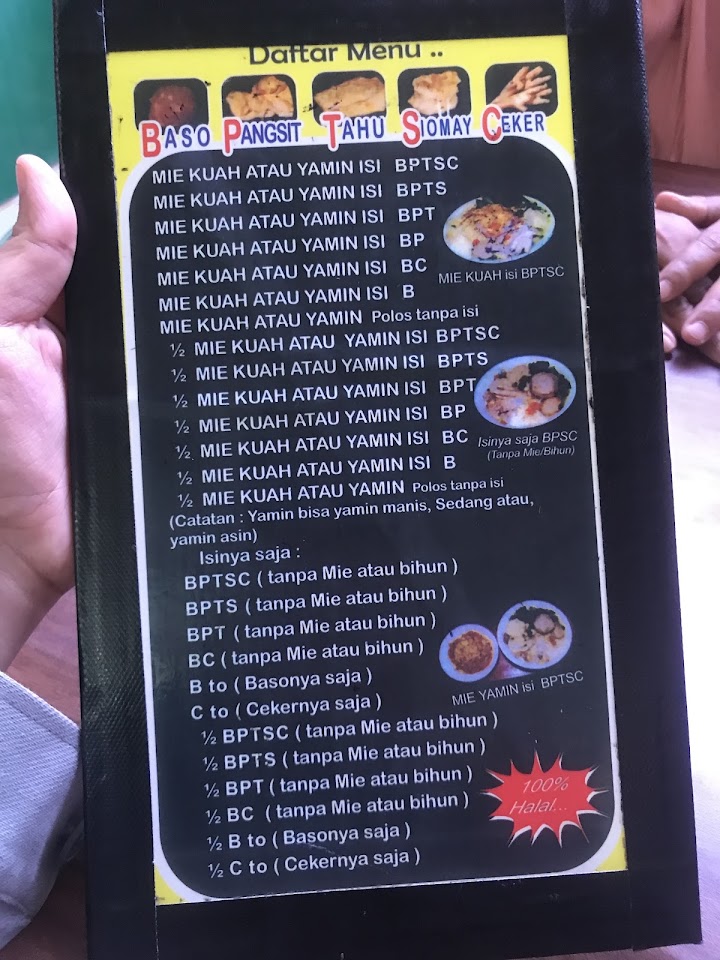 Daftar Menu ..
BASO PANGSIT TAHU SIOMAY CEKER
MIE KUAH ATAU YAMIN ISI BPTSC
MIE KUAH ATAU YAMIN ISI BPTS
MIE KUAH ATAU YAMIN ISI BPT
MIE KUAH ATAU YAMIN ISI BP
MIE KUAH ATAU YAMIN ISI BC
MIE KUAH isi BPTSC
MIE KUAH ATAU YAMIN ISI B
MIE KUAH ATAU YAMIN Polos tanpa isi
½ MIE KUAH ATAU YAMIN ISI BPTSC
½ MIE KUAH ATAU YAMIN ISI BPTS
½ MIE KUAH ATAU YAMIN ISI BPT
½ MIE KUAH ATAU YAMIN ISI BP
½ MIE KUAH ATAU YAMIN ISI BC
Isinya saja BPSC
(Tanpa Mie/Bihun)
½ MIE KUAH ATAU YAMIN ISI B
½ MIE KUAH ATAU YAMIN Polos tanpa isi
(Catatan : Yamin bisa yamin manis, Sedang atau,
yamin asin)
Isinya saja :
BPTSC ( tanpa Mie atau bihun )
BPTS ( tanpa Mie atau bihun )
BPT ( tanpa Mie atau bihun )
BC ( tanpa Mie atau bihun )
B to ( Basonya saja )
C to ( Cekernya saja )
MIE YAMIN isi BPTSC
½ BPTSC ( tanpa Mie atau bihun )
½ BPTS ( tanpa Mie atau bihun )
½ BPT ( tanpa Mie atau bihun )
½ BC ( tanpa Mie atau bihun )
½ B to ( Basonya saja )
½ C to ( Cekernya saja )
100%
Halal...